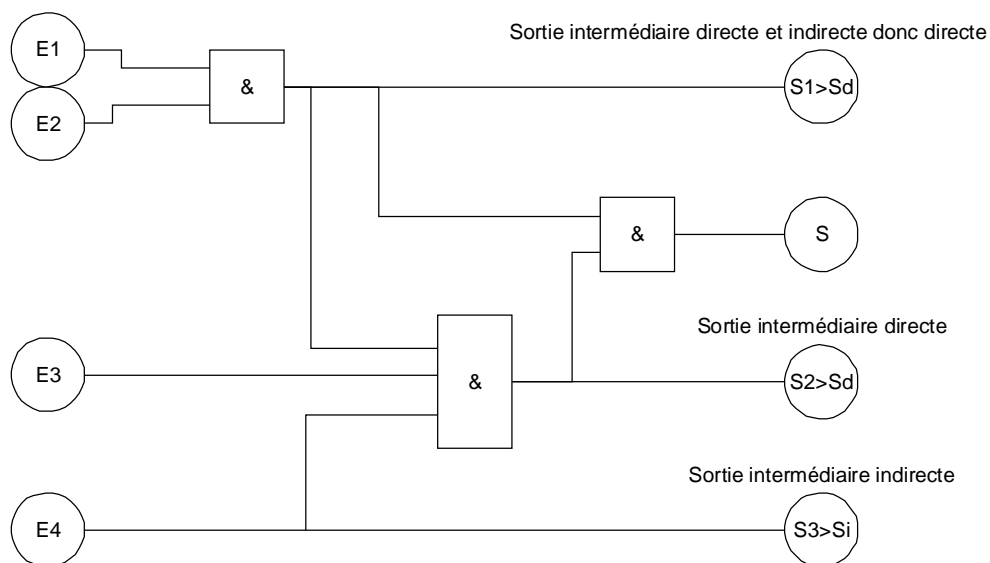 Sortie intermédiaire directe et indirecte donc directe
E1
&
S1>Sd
E2
&
S
Sortie intermédiaire directe
E3
&
S2>Sd
Sortie intermédiaire indirecte
E4
S3>Si